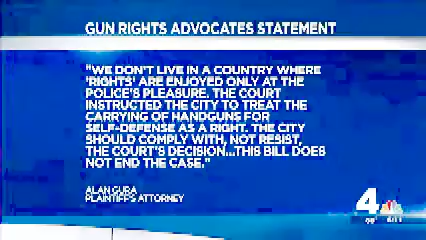 GUN RIGHTS ADVOCATES STATEMENT
"WE DON'T LIVE IN A COUNTRY WHERE
'RIGHTS' ARE ENJOYED ONLY AT THE
POLICE'S PLEASURE. THE COURT
INSTRUCTED THE CITY TO TREAT THE
CARRYING OF HANDGUNS FOR
SELF-DEFENSE AS A RIGHT. THE CITY
SHOULD COMPLY WITH, NOT RESIST,
THE COURT'S DECISION...THIS BILL DOES
NOT END THE CASE."
ALAN GURA
PLAINTIFF'S ATTORNEY
4